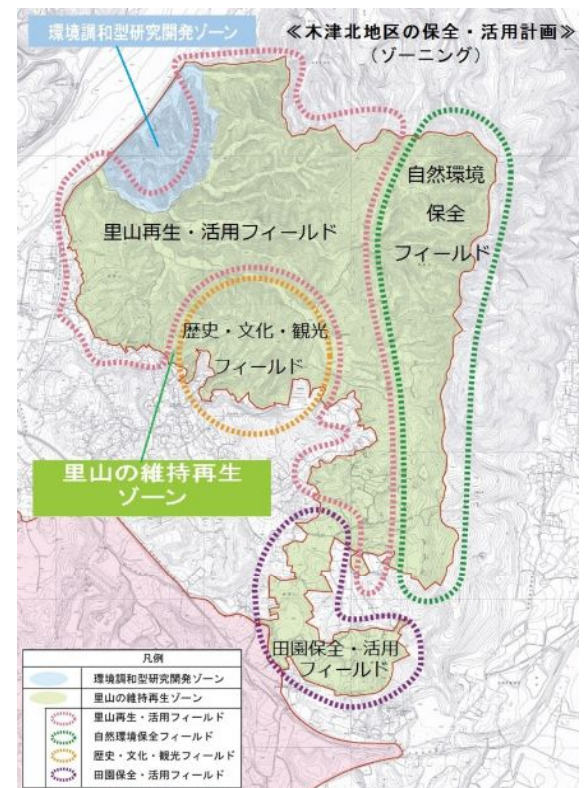 ≪木津北地区の保全・活用計画≫
(ゾーニング)
環境調和型研究開発ゾーン
自然環境
保全
フィールド
里山再生・活用フィールド
歴史・文化・観光
フィールド
里山の維持再生
ゾーン
田園保全・活用
フィールド
凡例
環境調和型研究開発ゾーン
里山の維持再生ゾーン
里山再生・活用フィールド
自然環境保全フィールド
歴史・文化・観光フィールド
田園保全・活用フィールド